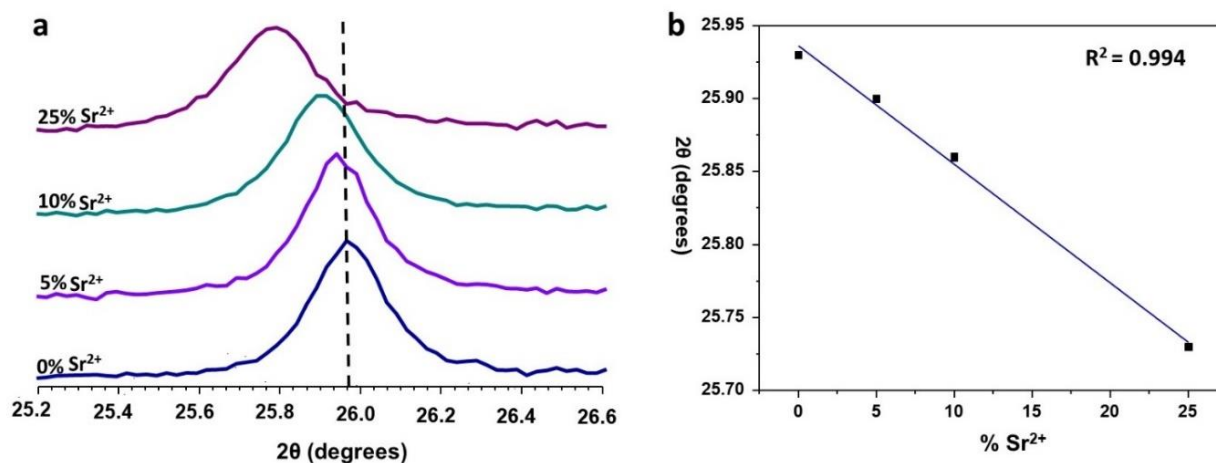 a
25% Sr²⁺
10% Sr²⁺
5% Sr²⁺
0% Sr²⁺
25.2 25.4 25.6 25.8 26.0 26.2 26.4 26.6
2θ (degrees)
b
R² = 0.994
25.95
25.90
25.85
25.80
25.75
25.70
2θ (degrees)
0 5 10 15 20 25
% Sr²⁺